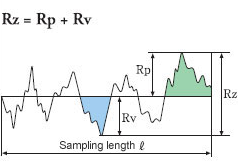 Rz = Rp + Rv
Rp
Rz
Rv
Sampling length ℓ